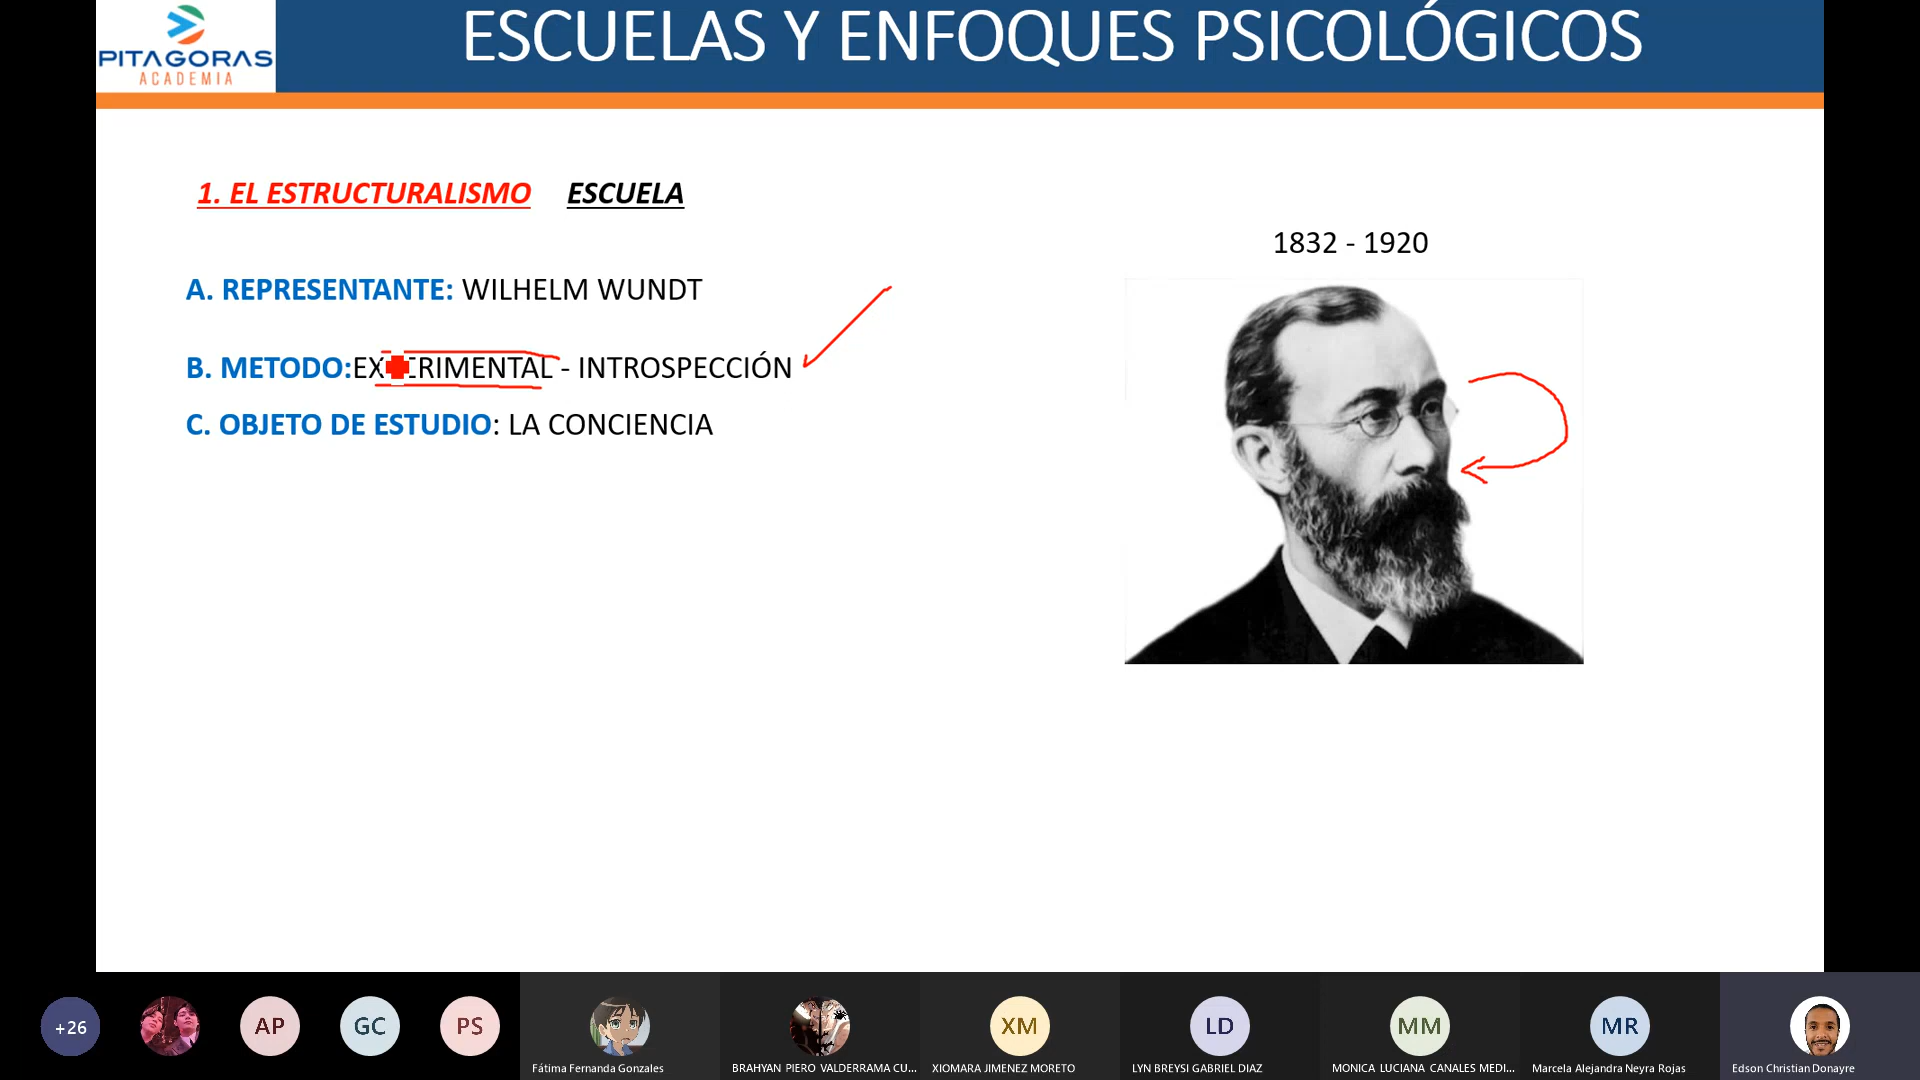 PITAGORAS
ACADEMIA
ESCUELAS Y ENFOQUES PSICOLÓGICOS
1. EL ESTRUCTURALISMO ESCUELA
1832 - 1920
A. REPRESENTANTE: WILHELM WUNDT
B. METODO:EXPERIMENTAL - INTROSPECCIÓN
C. OBJETO DE ESTUDIO: LA CONCIENCIA
+26
AP
GC
PS
XM
LD
MM
MR
Fátima Fernanda Gonzales
BRAHYAN PIERO VALDERRAMA CU...
XIOMARA JIMENEZ MORETO
LYN BREYSI GABRIEL DIAZ
MONICA LUCIANA CANALES MEDI...
Marcela Alejandra Neyra Rojas
Edson Christian Donayre